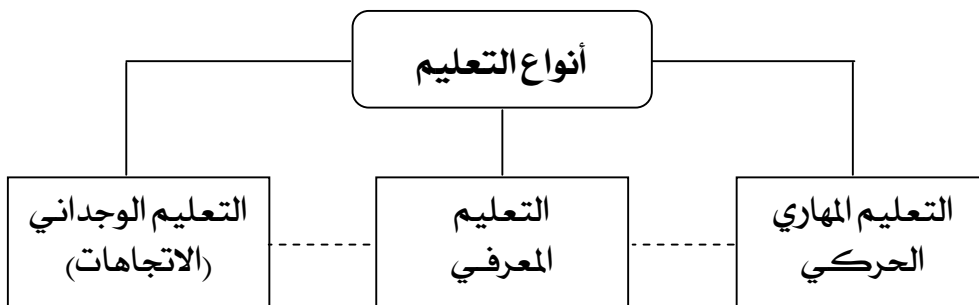 أنواع التعليم
التعليم المهاري
الحركي
التعليم
المعرفي
التعليم الوجداني
(الاتجاهات)